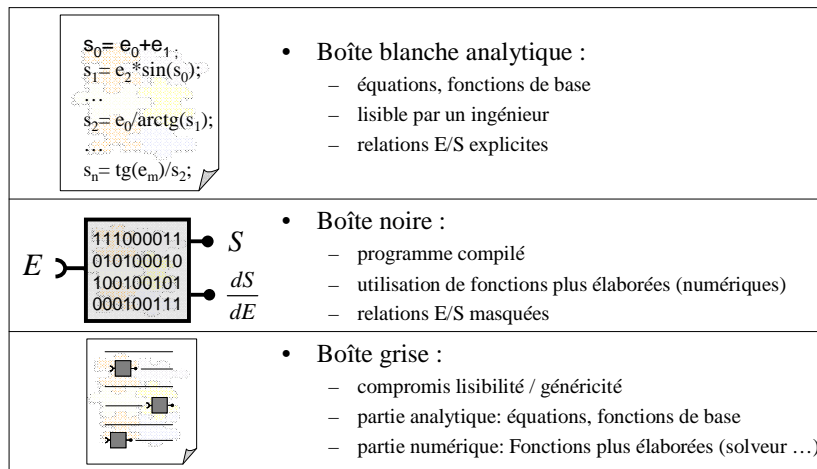 s₀= e₀+e₁ ;
s₁= e₂*sin(s₀);
…
s₂= e₀/arctg(s₁);
…
sₙ= tg(eₘ)/s₂;
• Boîte blanche analytique :
– équations, fonctions de base
– lisible par un ingénieur
– relations E/S explicites
E
111000011
010100010
100100101
000100111
S
dS
dE
• Boîte noire :
– programme compilé
– utilisation de fonctions plus élaborées (numériques)
– relations E/S masquées
• Boîte grise :
– compromis lisibilité / généricité
– partie analytique: équations, fonctions de base
– partie numérique: Fonctions plus élaborées (solveur …)